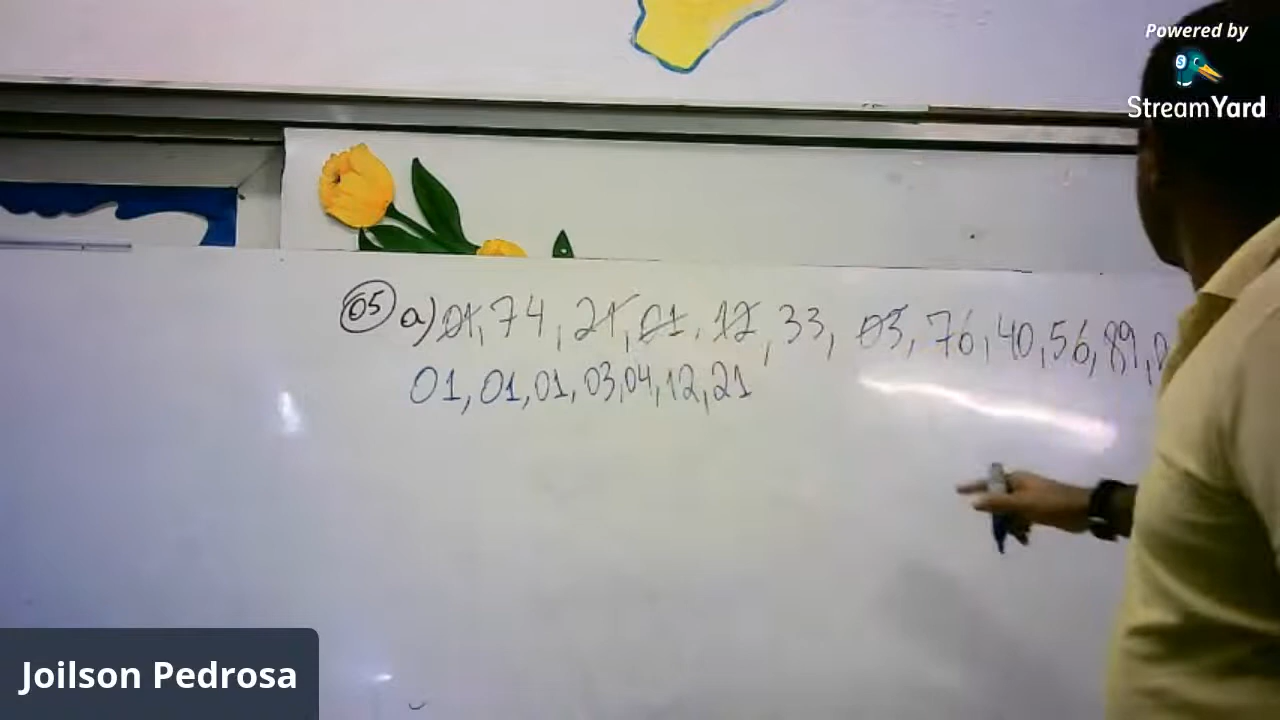 Powered by
StreamYard
05 a) 01, 74, 21, 01, 12, 33, 03, 76, 40, 56, 89,
01, 01, 01, 03, 04, 12, 21
Joilson Pedrosa